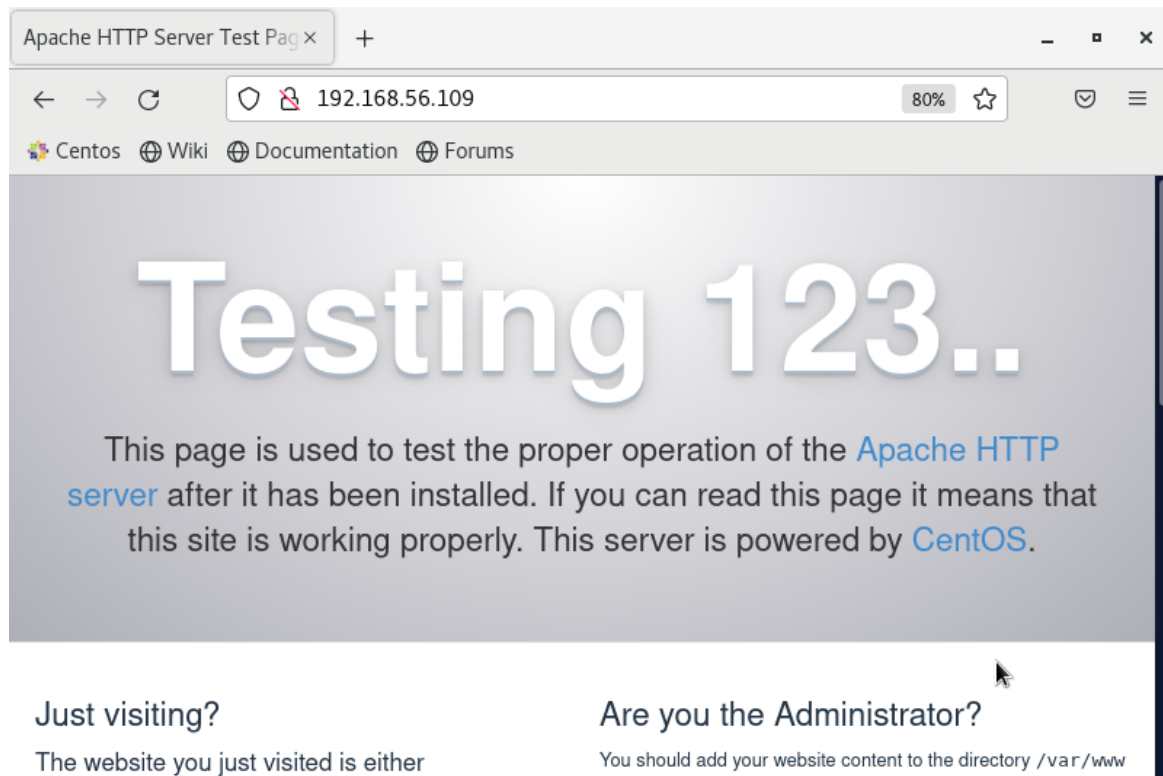 Apache HTTP Server Test Pag
192.168.56.109
80%
Centos Wiki Documentation Forums
Testing 123..
This page is used to test the proper operation of the Apache HTTP
server after it has been installed. If you can read this page it means that
this site is working properly. This server is powered by CentOS.
Just visiting?
The website you just visited is either
Are you the Administrator?
You should add your website content to the directory /var/www